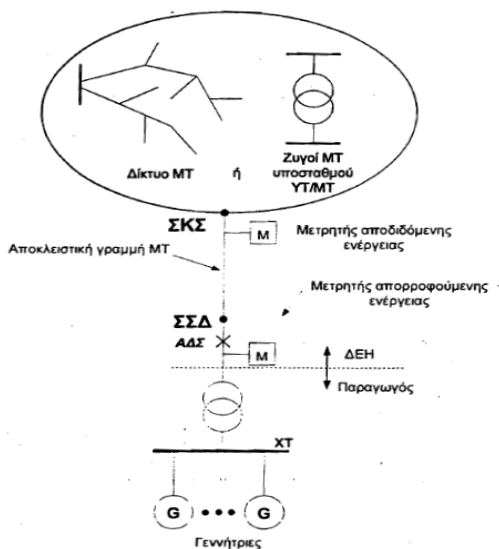 Δίκτυο ΜΤ
ή
Ζυγοί ΜΤ
υποσταθμού
ΥΤ/ΜΤ
ΣΚΣ
Μ
Μετρητής αποδιδόμενης
ενέργειας
Αποκλειστική γραμμή ΜΤ
Μετρητής απορροφούμενης
ενέργειας
ΣΣΔ
ΑΔΣ
Μ
ΔΕΗ
Παραγωγός
ΧΤ
G
G
Γεννήτριες